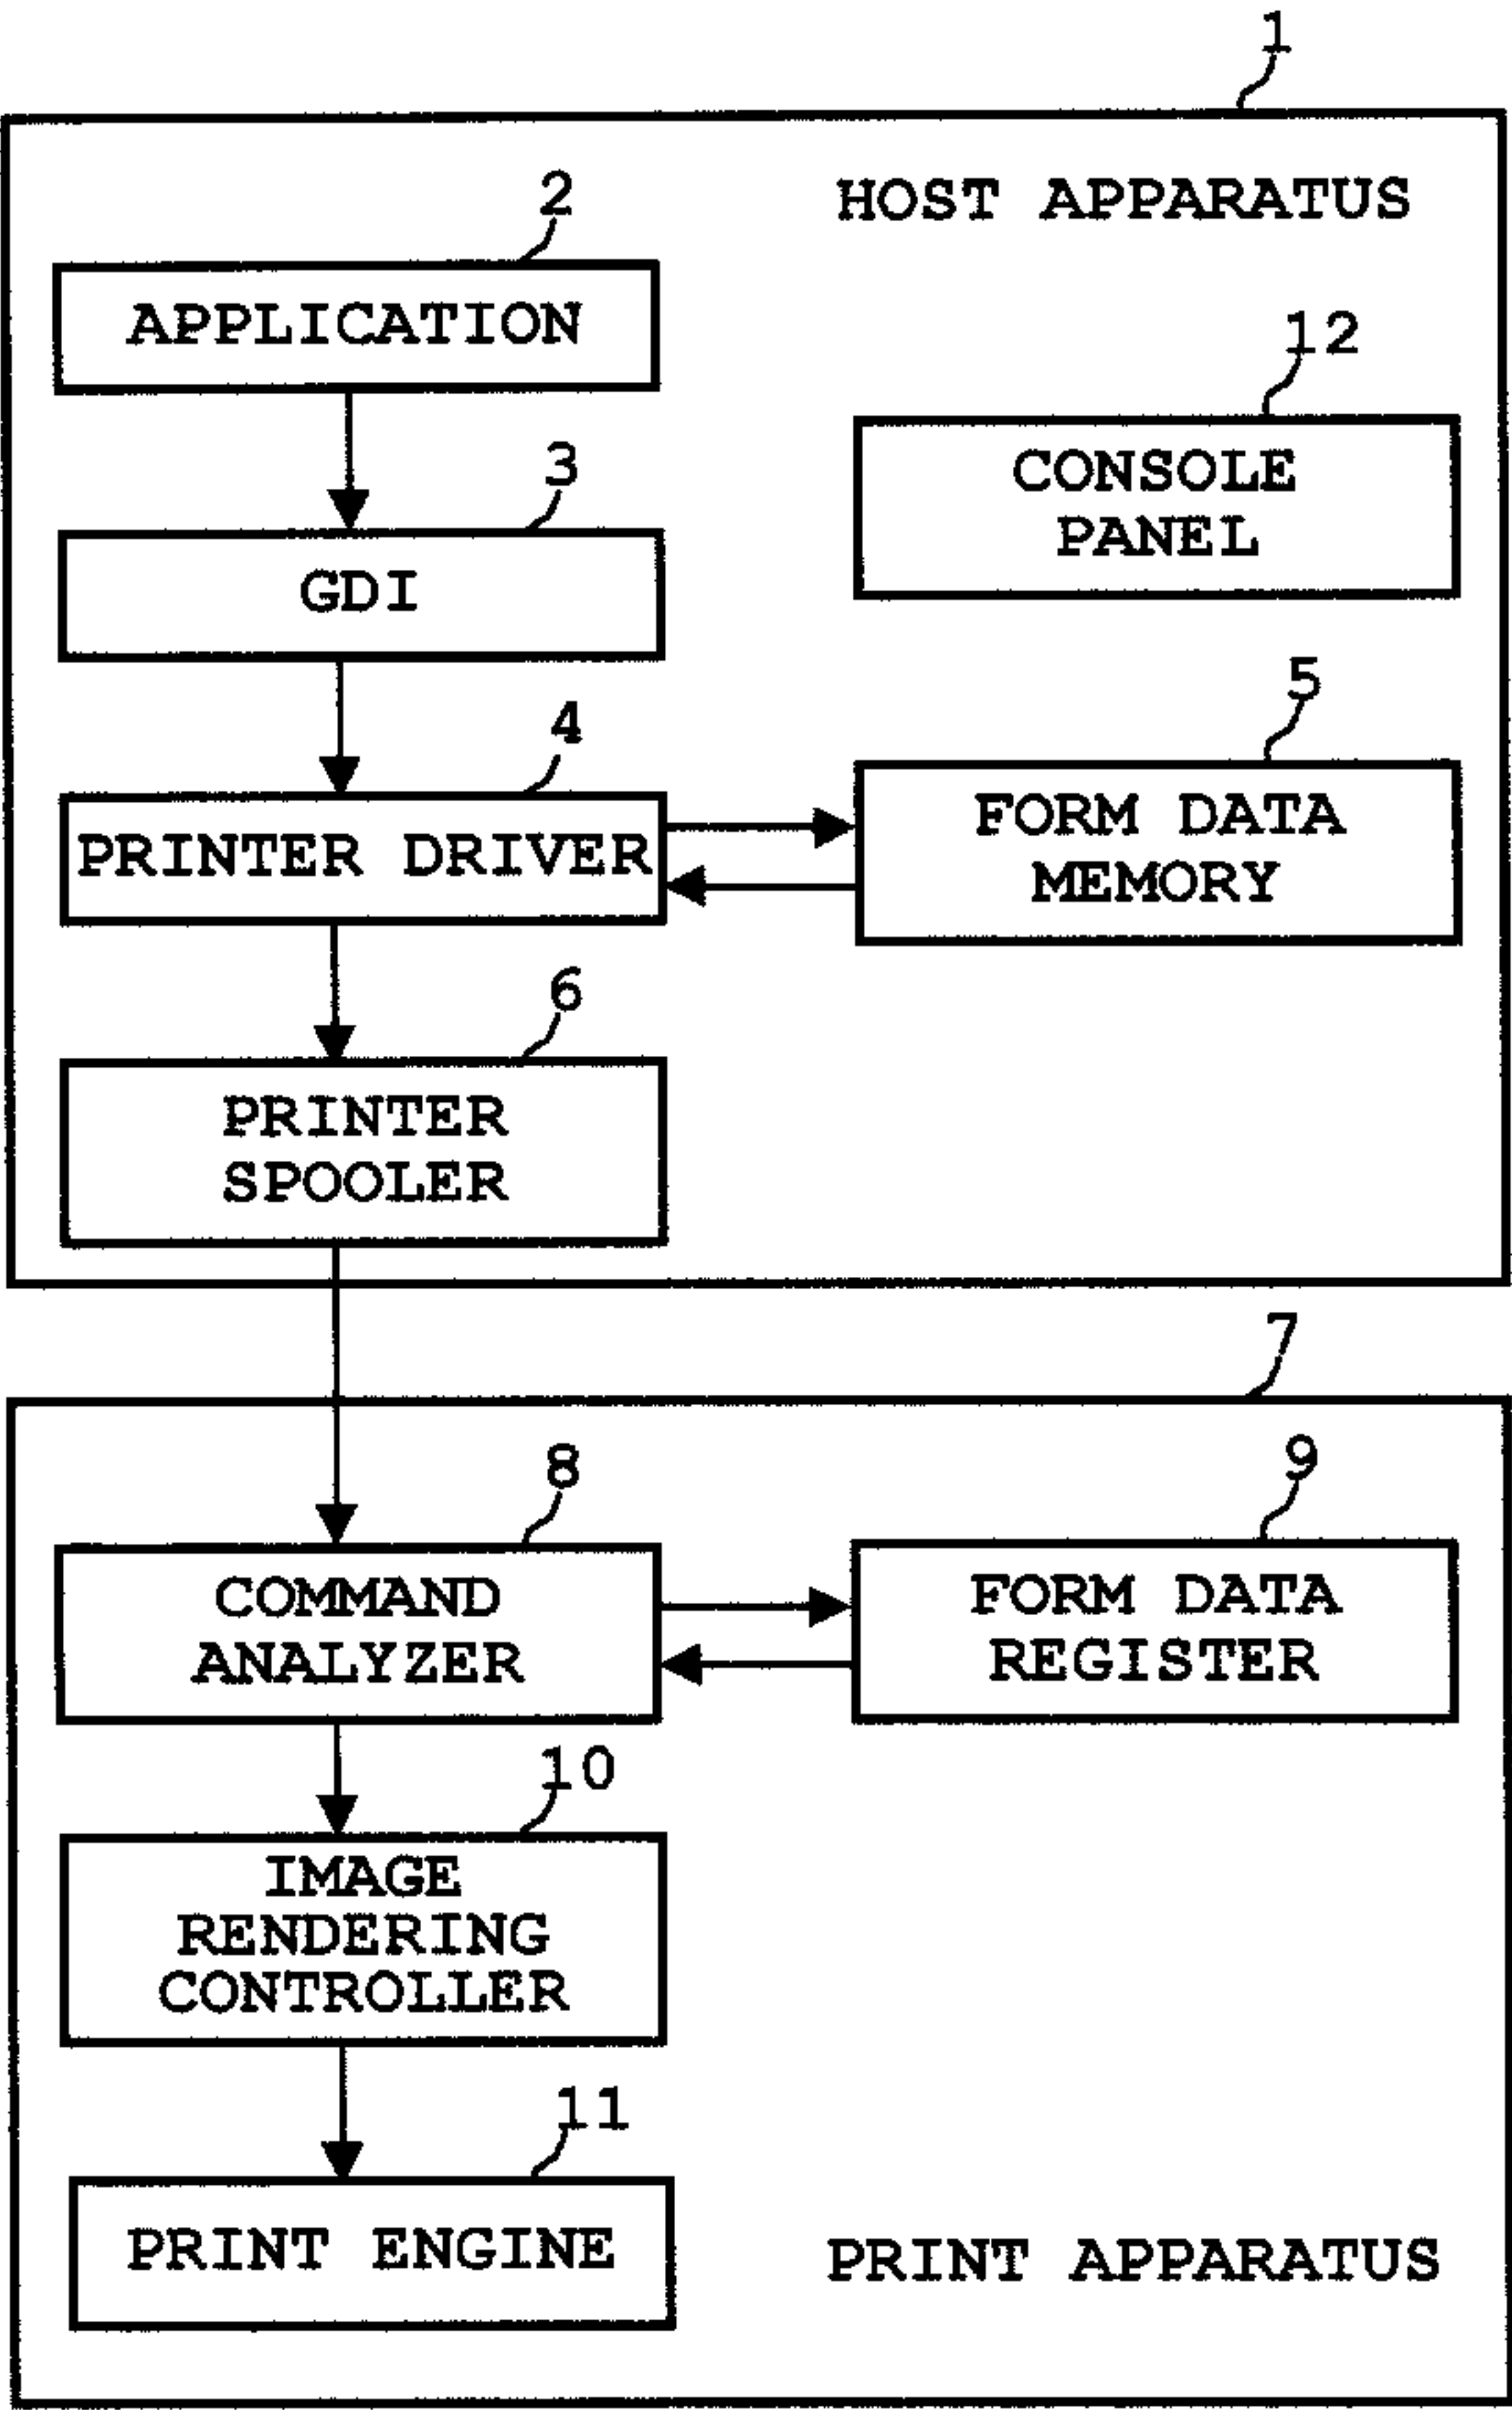 1
HOST APPARATUS
2
APPLICATION
12
CONSOLE
PANEL
3
GDI
4
PRINTER DRIVER
5
FORM DATA
MEMORY
6
PRINTER
SPOOLER
7
8
COMMAND
ANALYZER
9
FORM DATA
REGISTER
10
IMAGE
RENDERING
CONTROLLER
11
PRINT ENGINE
PRINT APPARATUS